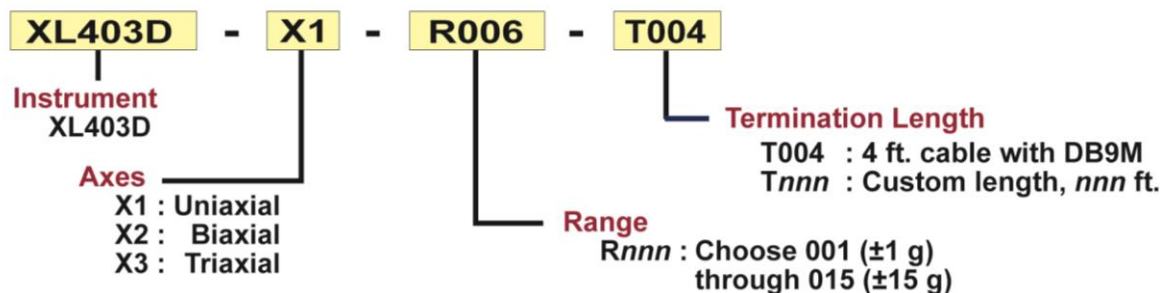 XL403D - X1 - R006 - T004
Instrument
XL403D
Termination Length
T004 : 4 ft. cable with DB9M
Tnnn : Custom length, nnn ft.
Axes
X1 : Uniaxial
X2 : Biaxial
X3 : Triaxial
Range
Rnnn : Choose 001 (±1 g)
through 015 (±15 g)